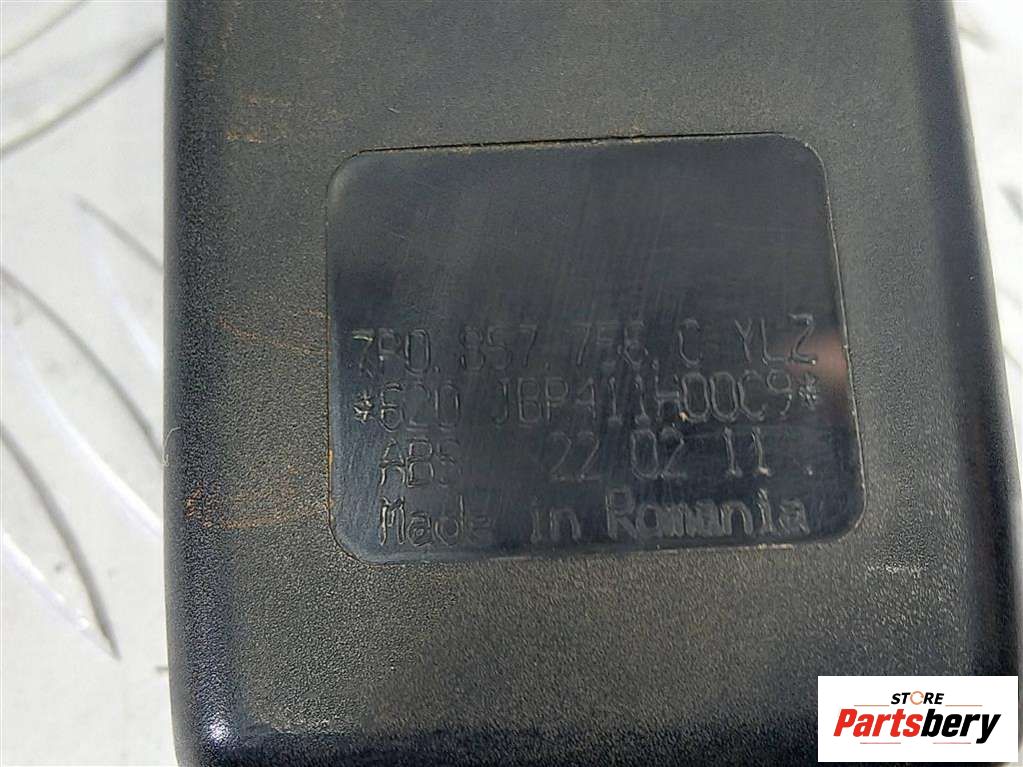 7P0.857.756.C YLZ
*620 JBP411H00C9*
ABS 22 02 11 .
Made in Romania
STORE
Partsbery